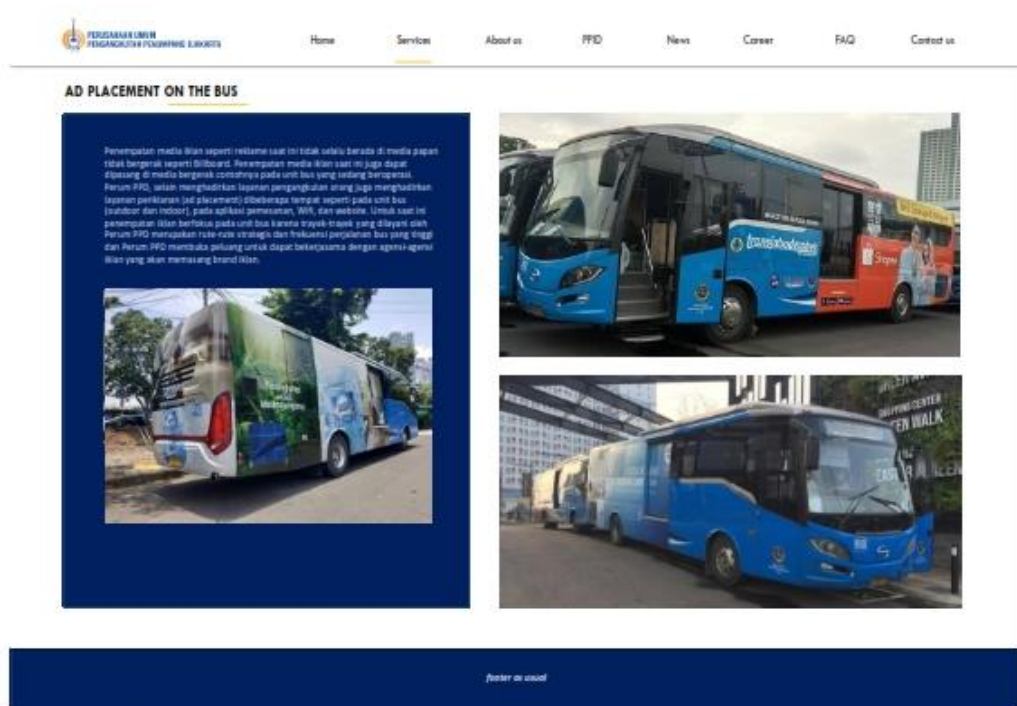 PERUSAHAAN UMUM
PENGANGKUTAN PENUMPANG DJAKARTA
Home
Services
About us
PPID
News
Career
FAQ
Contact us
AD PLACEMENT ON THE BUS
Penempatan media iklan seperti reklame saat ini tidak selalu berada di media papan
tidak bergerak seperti Billboard. Penempatan media iklan saat ini juga dapat
dipasang di media bergerak contohnya pada unit bus yang sedang beroperasi.
Perum PPD, selain menghadirkan layanan pengangkutan orang juga menghadirkan
layanan periklanan (ad placement) dibeberapa tempat seperti pada unit bus
(outdoor dan indoor), pada aplikasi pemesanan, Wifi, dan website. Untuk saat ini
penempatan iklan berfokus pada unit bus karena trayek-trayek yang dilayani oleh
Perum PPD merupakan rute-rute strategis dan frekuensi perjalanan bus yang tinggi
dan Perum PPD membuka peluang untuk dapat bekerjasama dengan agensi-agensi
iklan yang akan memasang brand iklan.
transjabodetabek
Shopee
SHOPPING CENTER
EN WALK
footer as usual